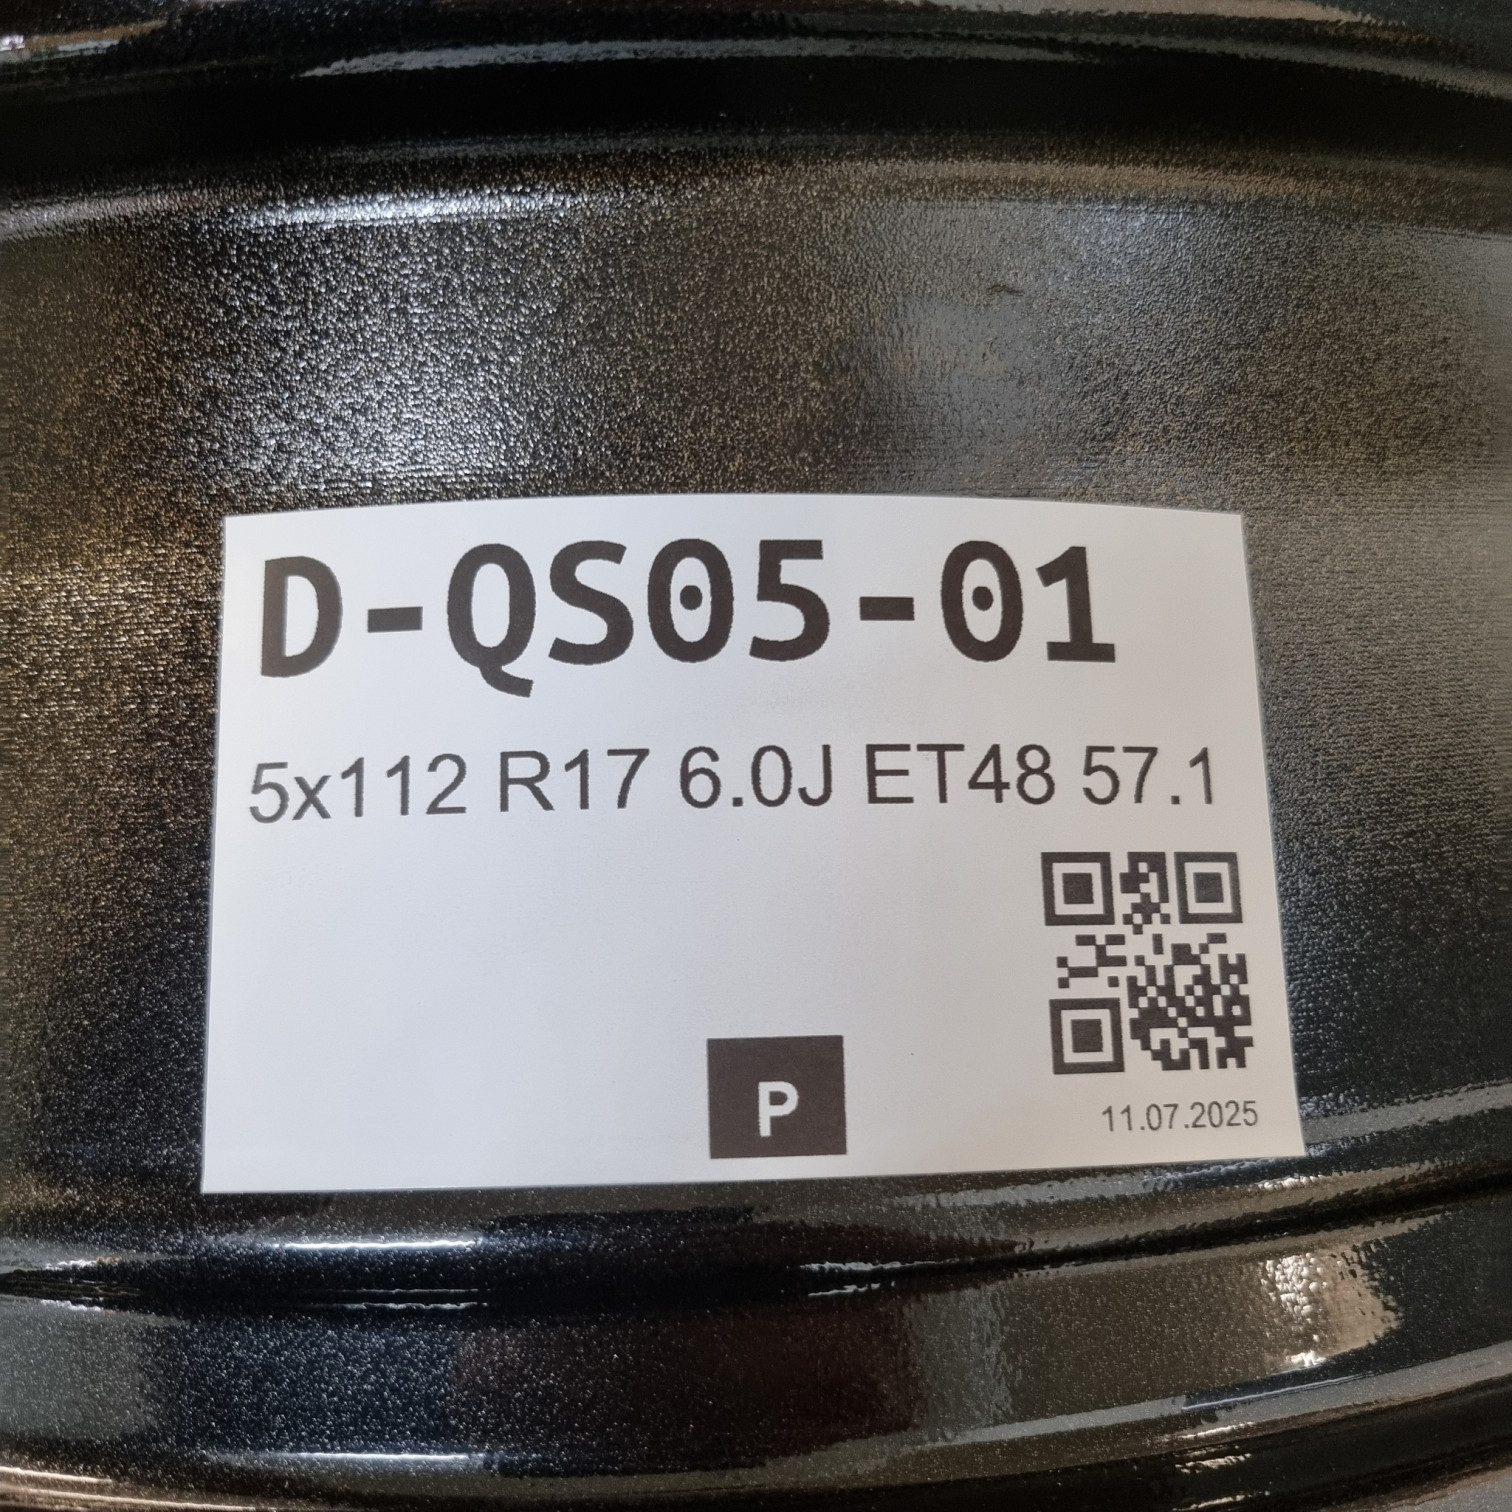 D-QS05-01
5x112 R17 6.0J ET48 57.1
P
11.07.2025